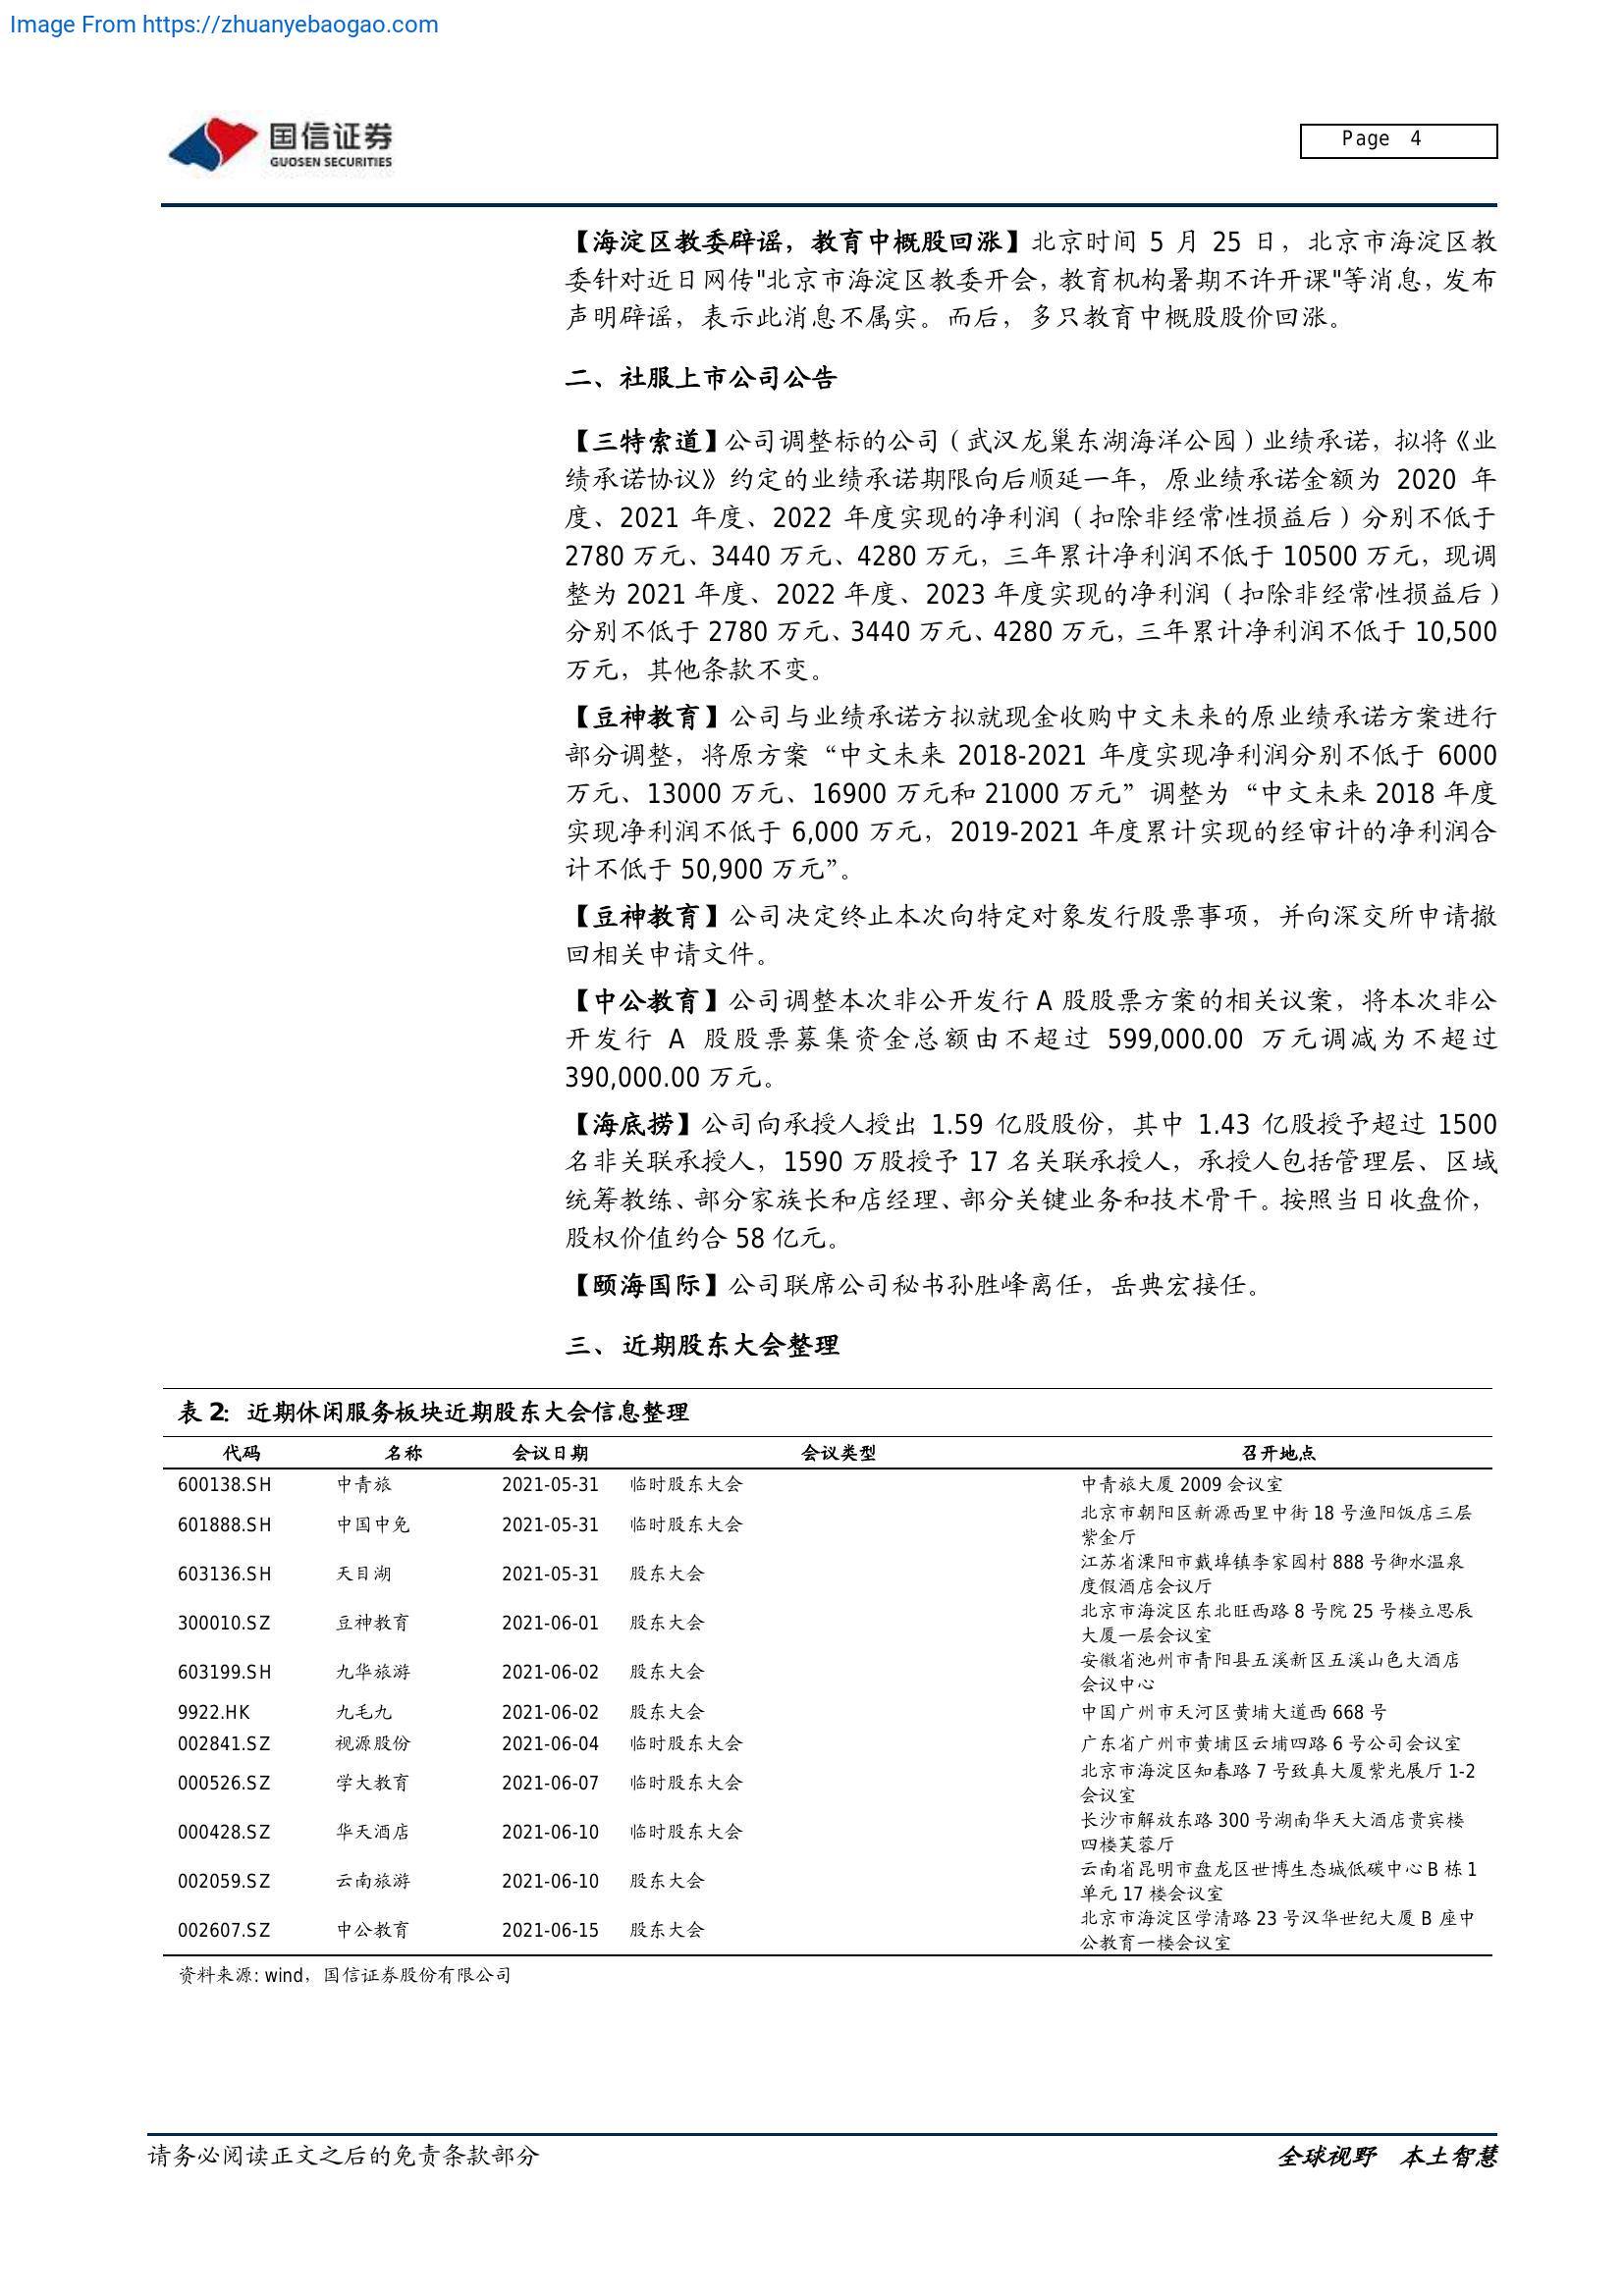 Image From https://zhuanyebaogao.com
国信证券
GUOSEN SECURITIES
Page 4
【海淀区教委辟谣，教育中概股回涨】北京时间 5 月 25 日，北京市海淀区教
委针对近日网传"北京市海淀区教委开会，教育机构暑期不许开课"等消息，发布
声明辟谣，表示此消息不属实。而后，多只教育中概股股价回涨。
二、社服上市公司公告
【三特索道】公司调整标的公司（武汉龙巢东湖海洋公园）业绩承诺，拟将《业
绩承诺协议》约定的业绩承诺期限向后顺延一年，原业绩承诺金额为 2020 年
度、2021 年度、2022 年度实现的净利润（扣除非经常性损益后）分别不低于
2780 万元、3440 万元、4280 万元，三年累计净利润不低于 10500 万元，现调
整为 2021 年度、2022 年度、2023 年度实现的净利润（扣除非经常性损益后）
分别不低于 2780 万元、3440 万元、4280 万元，三年累计净利润不低于 10,500
万元，其他条款不变。
【豆神教育】公司与业绩承诺方拟就现金收购中文未来的原业绩承诺方案进行
部分调整，将原方案“中文未来 2018-2021 年度实现净利润分别不低于 6000
万元、13000 万元、16900 万元和 21000 万元”调整为“中文未来 2018 年度
实现净利润不低于 6,000 万元，2019-2021 年度累计实现的经审计的净利润合
计不低于 50,900 万元”。
【豆神教育】公司决定终止本次向特定对象发行股票事项，并向深交所申请撤
回相关申请文件。
【中公教育】公司调整本次非公开发行 A 股股票方案的相关议案，将本次非公
开发行 A 股股票募集资金总额由不超过 599,000.00 万元调减为不超过
390,000.00 万元。
【海底捞】公司向承授人授出 1.59 亿股股份，其中 1.43 亿股授予超过 1500
名非关联承授人，1590 万股授予 17 名关联承授人，承授人包括管理层、区域
统筹教练、部分家族长和店经理、部分关键业务和技术骨干。按照当日收盘价，
股权价值约合 58 亿元。
【颐海国际】公司联席公司秘书孙胜峰离任，岳典宏接任。
三、近期股东大会整理
表 2：近期休闲服务板块近期股东大会信息整理
代码 名称 会议日期 会议类型 召开地点
600138.SH 中青旅 2021-05-31 临时股东大会 中青旅大厦 2009 会议室
601888.SH 中国中免 2021-05-31 临时股东大会 北京市朝阳区新源西里中街 18 号渔阳饭店三层
紫金厅
603136.SH 天目湖 2021-05-31 股东大会 江苏省溧阳市戴埠镇李家园村 888 号御水温泉
度假酒店会议厅
300010.SZ 豆神教育 2021-06-01 股东大会 北京市海淀区东北旺西路 8 号院 25 号楼立思辰
大厦一层会议室
603199.SH 九华旅游 2021-06-02 股东大会 安徽省池州市青阳县五溪新区五溪山色大酒店
会议中心
9922.HK 九毛九 2021-06-02 股东大会 中国广州市天河区黄埔大道西 668 号
002841.SZ 视源股份 2021-06-04 临时股东大会 广东省广州市黄埔区云埔四路 6 号公司会议室
000526.SZ 学大教育 2021-06-07 临时股东大会 北京市海淀区知春路 7 号致真大厦紫光展厅 1-2
会议室
000428.SZ 华天酒店 2021-06-10 临时股东大会 长沙市解放东路 300 号湖南华天大酒店贵宾楼
四楼芙蓉厅
002059.SZ 云南旅游 2021-06-10 股东大会 云南省昆明市盘龙区世博生态城低碳中心 B 栋 1
单元 17 楼会议室
002607.SZ 中公教育 2021-06-15 股东大会 北京市海淀区学清路 23 号汉华世纪大厦 B 座中
公教育一楼会议室
资料来源: wind，国信证券股份有限公司
请务必阅读正文之后的免责条款部分
全球视野 本土智慧